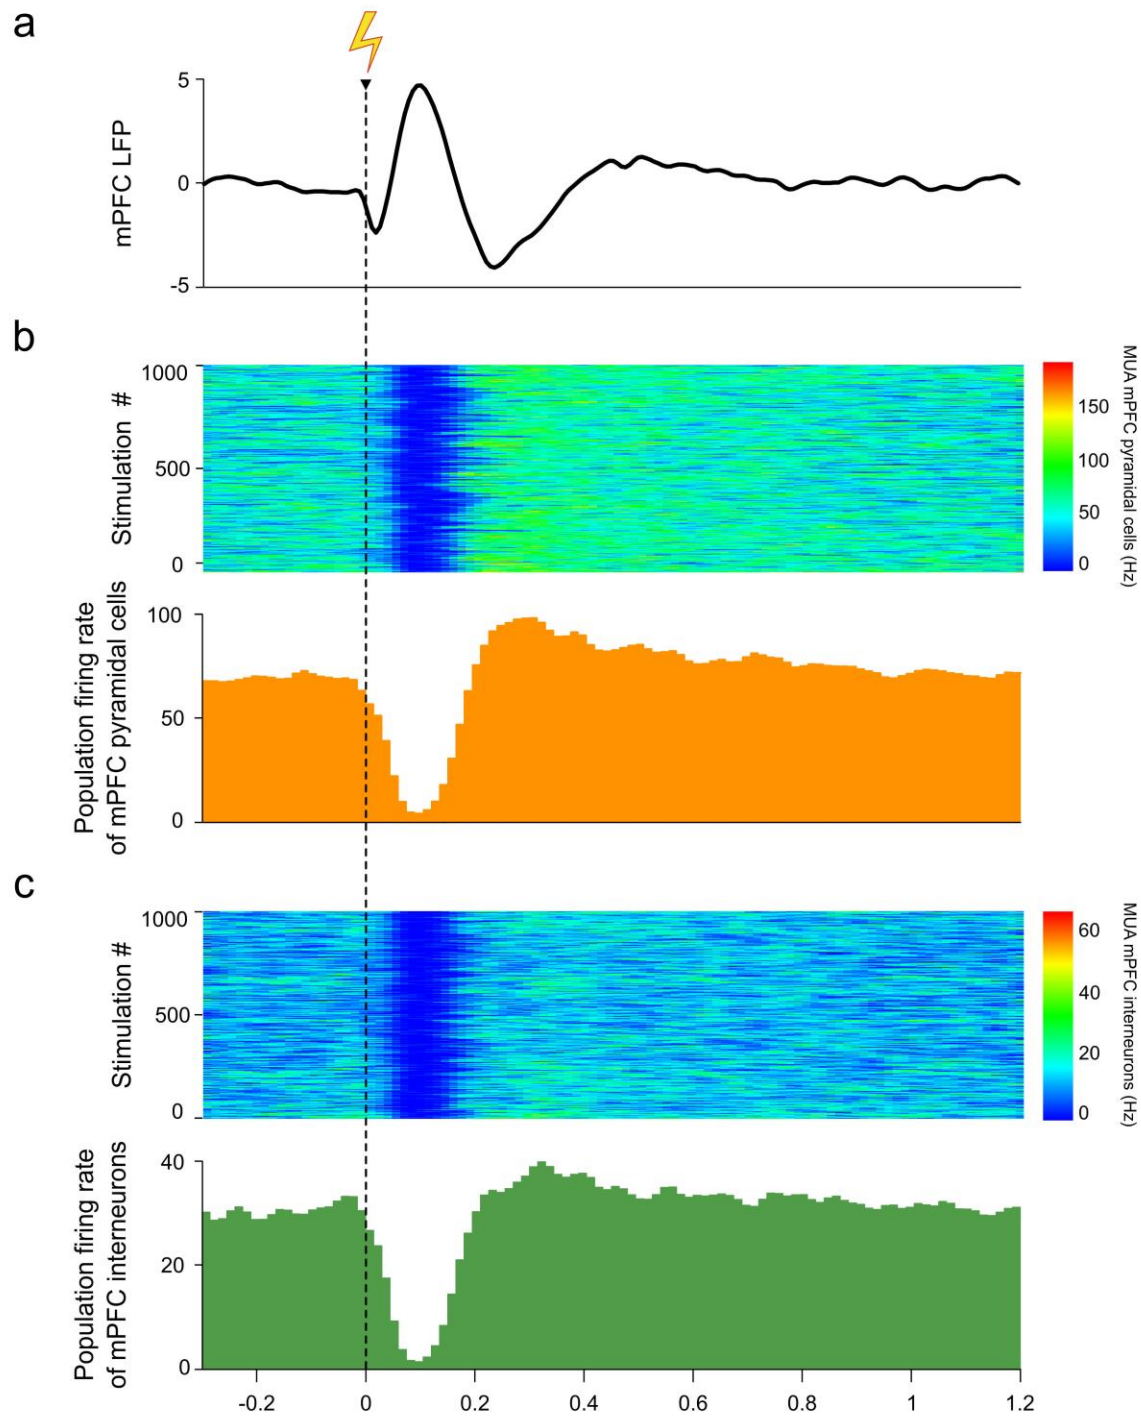 a
5
0
-5
mPFC LFP
b
1000
500
0
Stimulation #
150
100
50
0
MUA mPFC pyramidal cells (Hz)
100
50
0
Population firing rate
of mPFC pyramidal cells
c
1000
500
0
Stimulation #
60
40
20
0
MUA mPFC interneurons (Hz)
40
20
0
Population firing rate
of mPFC interneurons
-0.2 0 0.2 0.4 0.6 0.8 1 1.2